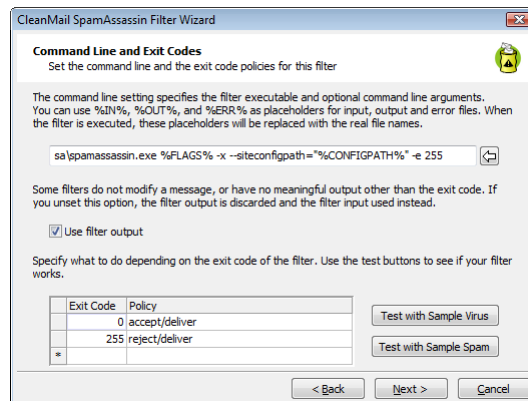 CleanMail SpamAssassin Filter Wizard
Command Line and Exit Codes
Set the command line and the exit code policies for this filter
The command line setting specifies the filter executable and optional command line arguments.
You can use %IN%, %OUT%, and %ERR% as placeholders for input, output and error files. When
the filter is executed, these placeholders will be replaced with the real file names.
sa\spamassassin.exe %FLAGS% -x --siteconfigpath="%CONFIGPATH%" -e 255
Some filters do not modify a message, or have no meaningful output other than the exit code. If
you unset this option, the filter output is discarded and the filter input used instead.
Use filter output
Specify what to do depending on the exit code of the filter. Use the test buttons to see if your filter
works.
Exit Code Policy
0 accept/deliver
255 reject/deliver
*
Test with Sample Virus
Test with Sample Spam
< Back Next > Cancel